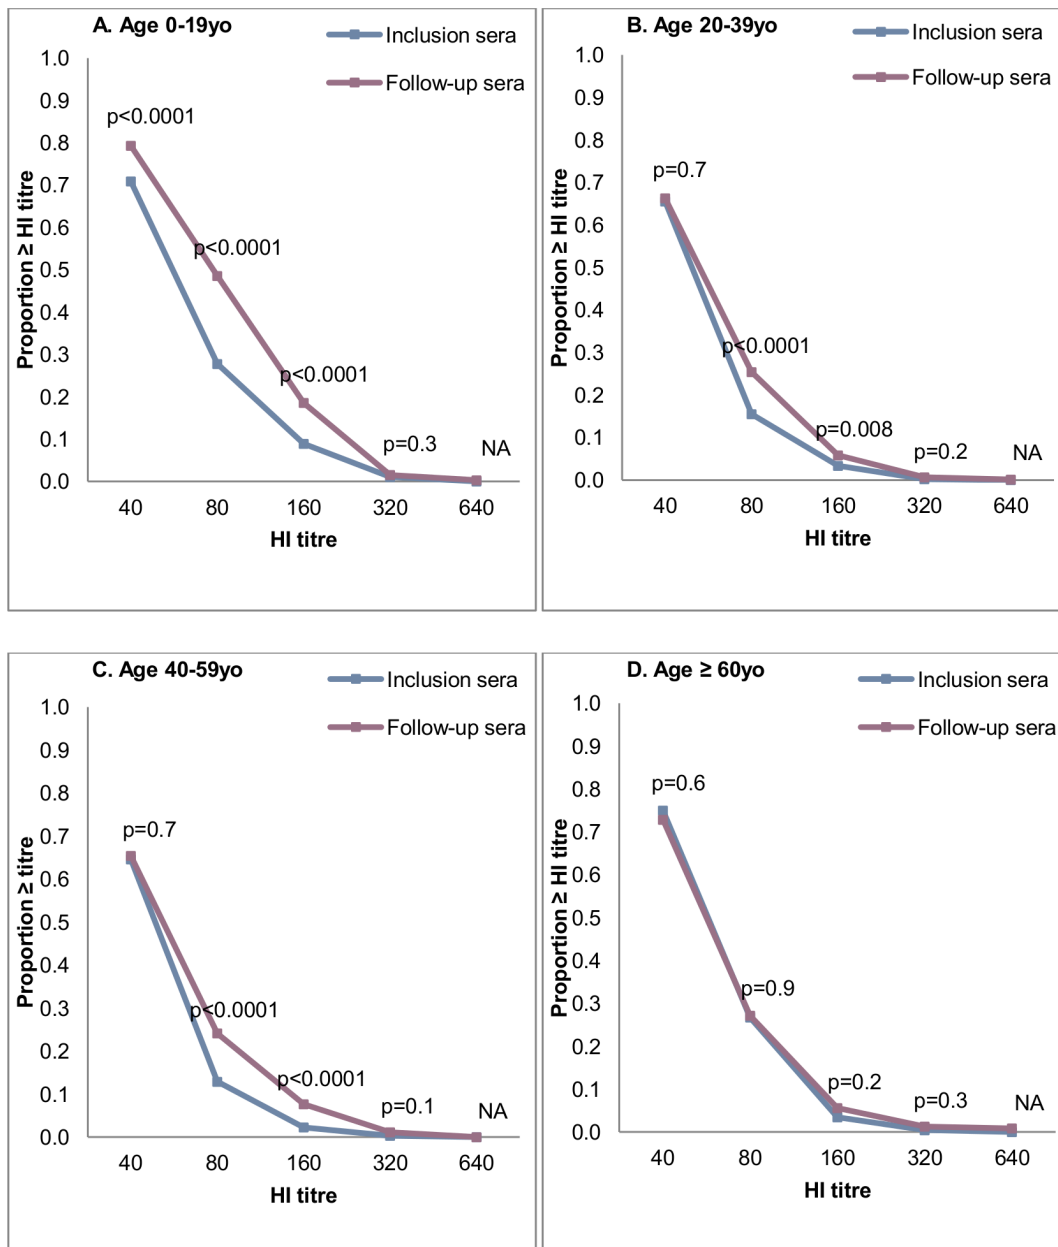 A. Age 0-19yo
Inclusion sera
Follow-up sera
Proportion ≥ HI titre
1.0
0.9
0.8
0.7
0.6
0.5
0.4
0.3
0.2
0.1
0.0
p<0.0001
p<0.0001
p<0.0001
p=0.3
NA
40 80 160 320 640
HI titre
B. Age 20-39yo
Inclusion sera
Follow-up sera
Proportion ≥ HI titre
1.0
0.9
0.8
0.7
0.6
0.5
0.4
0.3
0.2
0.1
0.0
p=0.7
p<0.0001
p=0.008
p=0.2
NA
40 80 160 320 640
HI titre
C. Age 40-59yo
Inclusion sera
Follow-up sera
Proportion ≥ titre
1.0
0.9
0.8
0.7
0.6
0.5
0.4
0.3
0.2
0.1
0.0
p=0.7
p<0.0001
p<0.0001
p=0.1
NA
40 80 160 320 640
HI titre
D. Age ≥ 60yo
Inclusion sera
Follow-up sera
Proportion ≥ HI titre
1.0
0.9
0.8
0.7
0.6
0.5
0.4
0.3
0.2
0.1
0.0
p=0.6
p=0.9
p=0.2
p=0.3
NA
40 80 160 320 640
HI titre